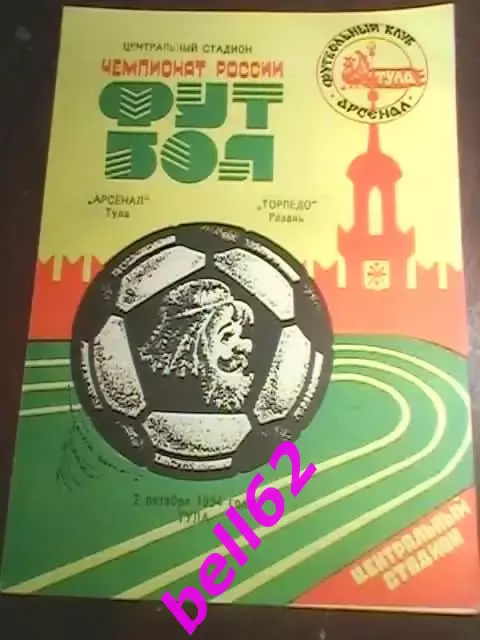 ЦЕНТРАЛЬНЫЙ СТАДИОН
ЧЕМПИОНАТ РОССИИ
ФУТ
БОЛ
ФУТБОЛЬНЫЙ КЛУБ
ТУЛА
АРСЕНАЛ
„АРСЕНАЛ"
Тула
„ТОРПЕДО"
Рязань
2 октября 1994
ТУЛА
ЦЕНТРАЛЬНЫЙ
СТАДИОН
bell62